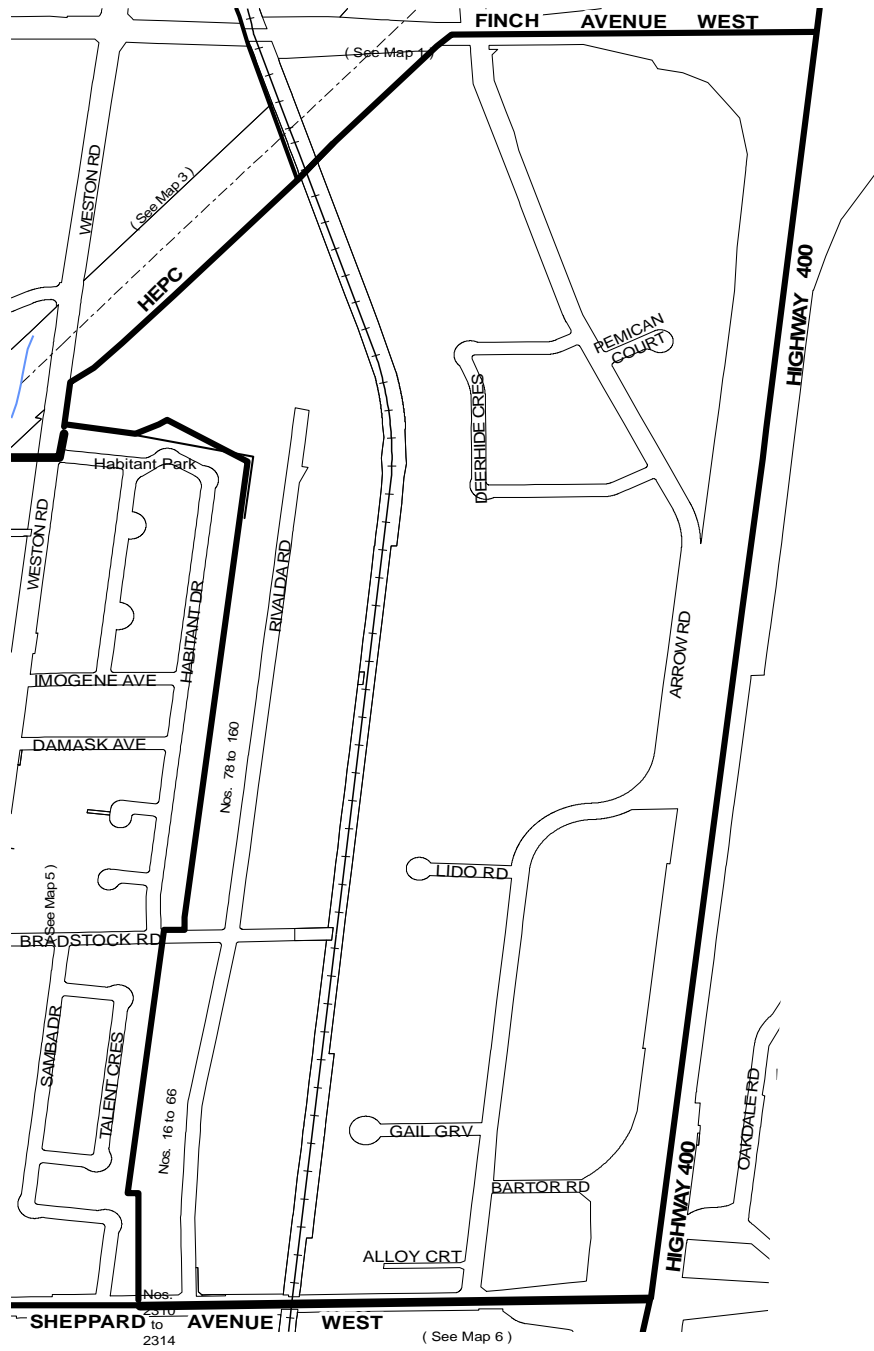 FINCH AVENUE WEST
( See Map 1 )
WESTON RD
( See Map 3 )
HEPC
HIGHWAY 400
PEMICAN
COURT
DEERHIDE CRES
Habitant Park
WESTON RD
RIVALDA RD
HABITANT DR
ARROW RD
IMOGENE AVE
DAMASK AVE
Nos. 78 to 160
LIDO RD
( See Map 5 )
BRADSTOCK RD
SAMBA DR
TALENT CRES
Nos. 16 to 66
GAIL GRV
OAKDALE RD
BARTOR RD
HIGHWAY 400
ALLOY CRT
Nos.
2310
to
2314
SHEPPARD AVENUE WEST
( See Map 6 )